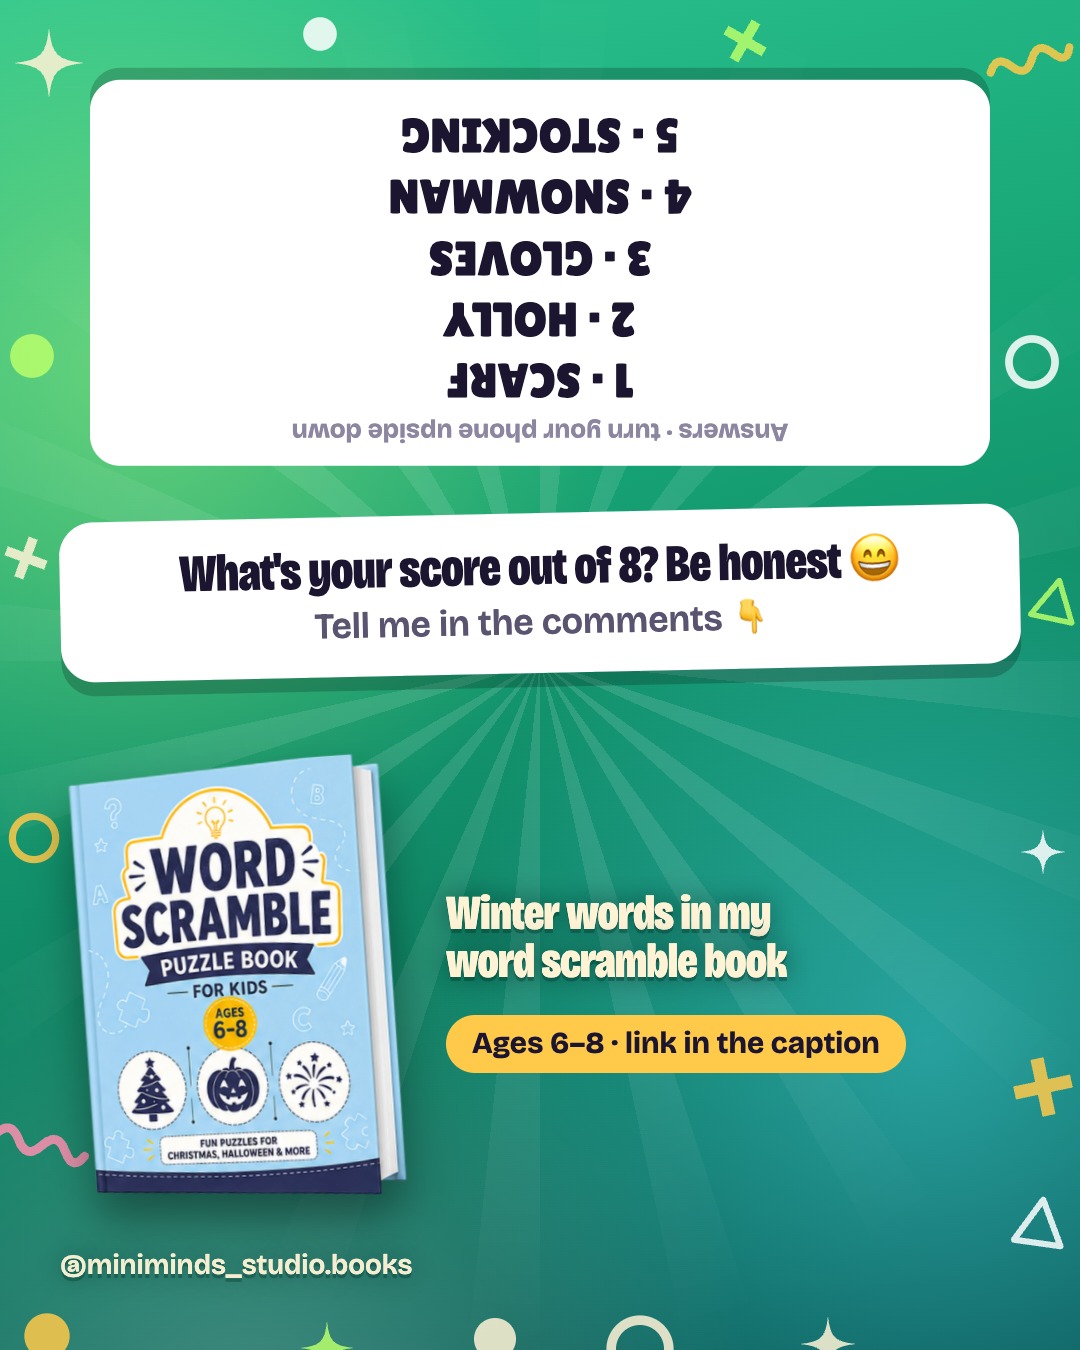 Answers · turn your phone upside down
1 · SCARF
2 · HOLLY
3 · GLOVES
4 · SNOWMAN
5 · STOCKING
What's your score out of 8? Be honest 😄
Tell me in the comments 👇
?
B
A
C
WORD
SCRAMBLE
PUZZLE BOOK
FOR KIDS
AGES
6-8
FUN PUZZLES FOR
CHRISTMAS, HALLOWEEN & MORE
Winter words in my
word scramble book
Ages 6–8 · link in the caption
@miniminds_studio.books